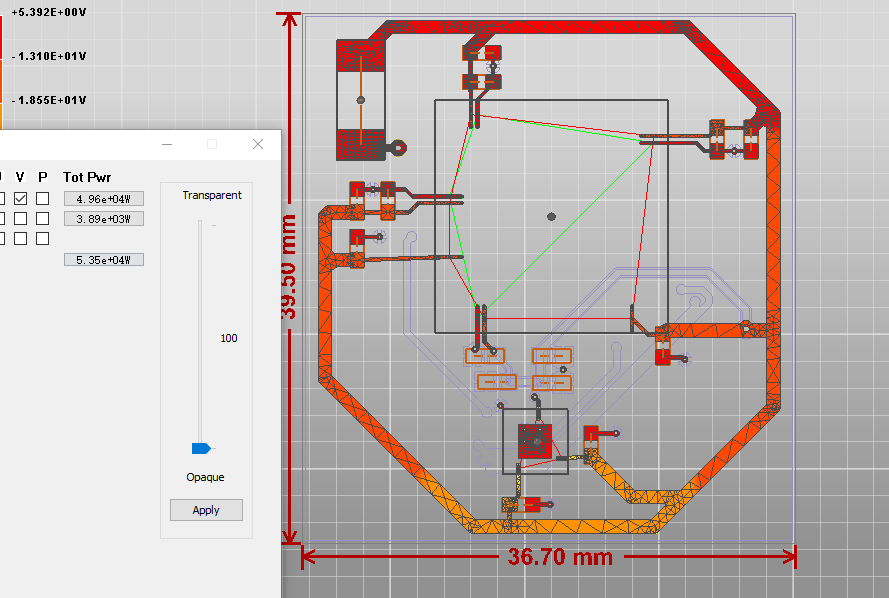 +5.392E+00V
-1.310E+01V
-1.855E+01V
V P Tot Pwr
4.96e+04W
3.89e+03W
5.35e+04W
Transparent
100
Opaque
Apply
39.50 mm
36.70 mm